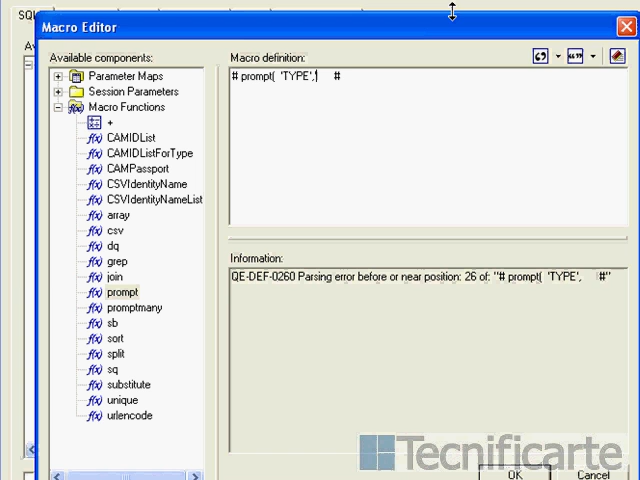 SQL
Macro Editor
Available components:
Parameter Maps
Session Parameters
Macro Functions
+
CAMIDList
CAMIDListForType
CAMPassport
CSVIdentityName
CSVIdentityNameList
array
csv
dq
grep
join
prompt
promptmany
sb
sort
split
sq
substitute
unique
urlencode
Macro definition:
# prompt( 'TYPE', #
Information:
QE-DEF-0260 Parsing error before or near position: 26 of: "# prompt( 'TYPE', #"
Tecnificarte
OK Cancel